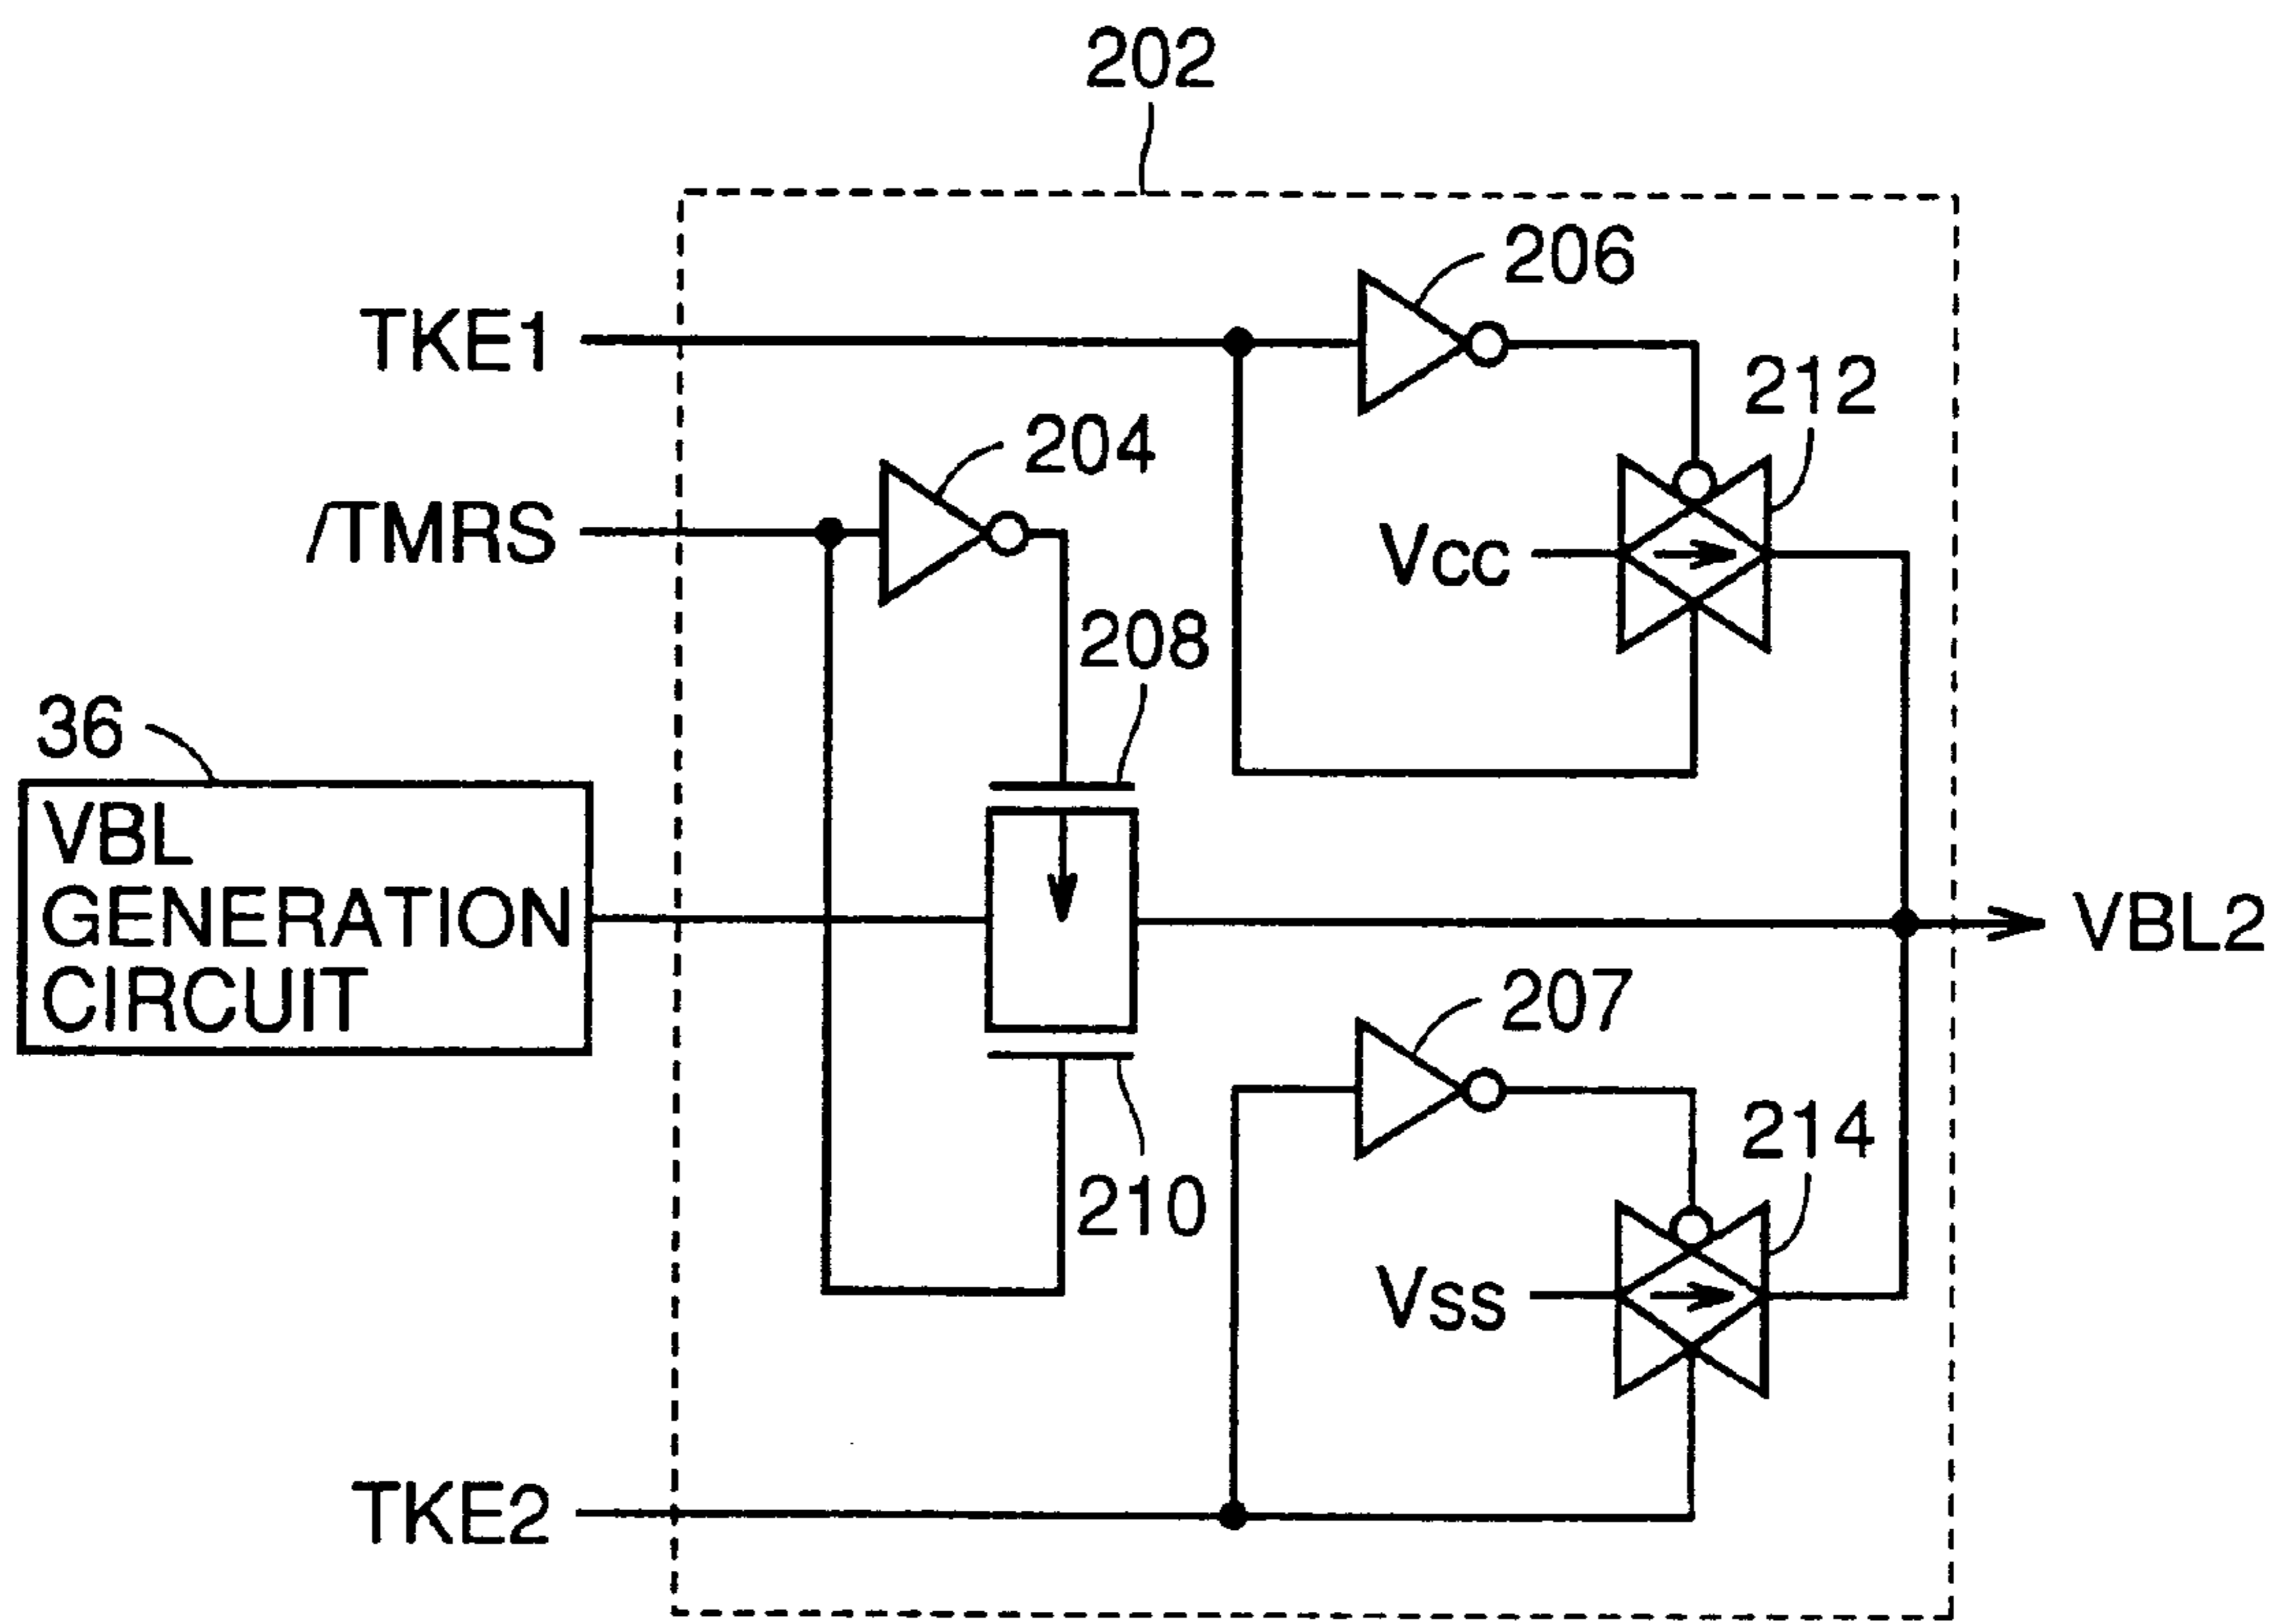 202
206
TKE1
212
204
/TMRS
Vcc
208
36
VBL
GENERATION
CIRCUIT
VBL2
207
214
210
Vss
TKE2